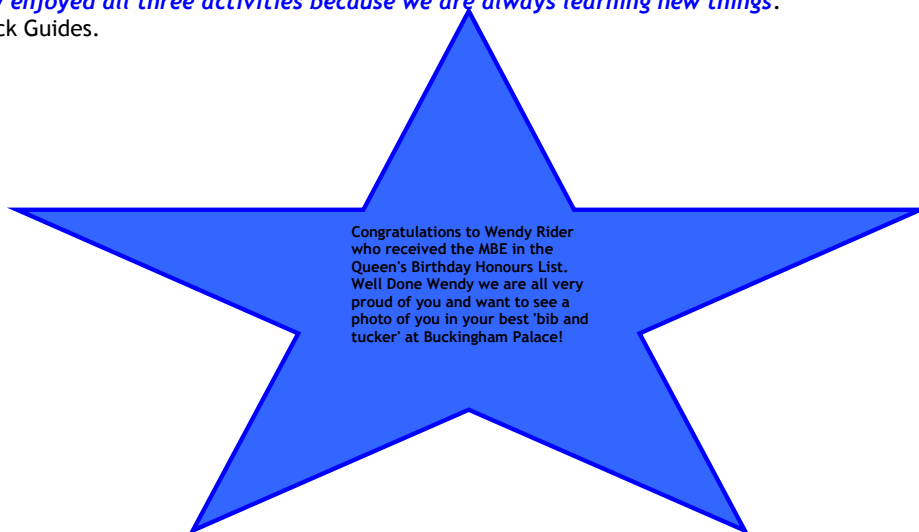 enjoyed all three activities because we are always learning new things.
ck Guides.
Congratulations to Wendy Rider
who received the MBE in the
Queen's Birthday Honours List.
Well Done Wendy we are all very
proud of you and want to see a
photo of you in your best 'bib and
tucker' at Buckingham Palace!